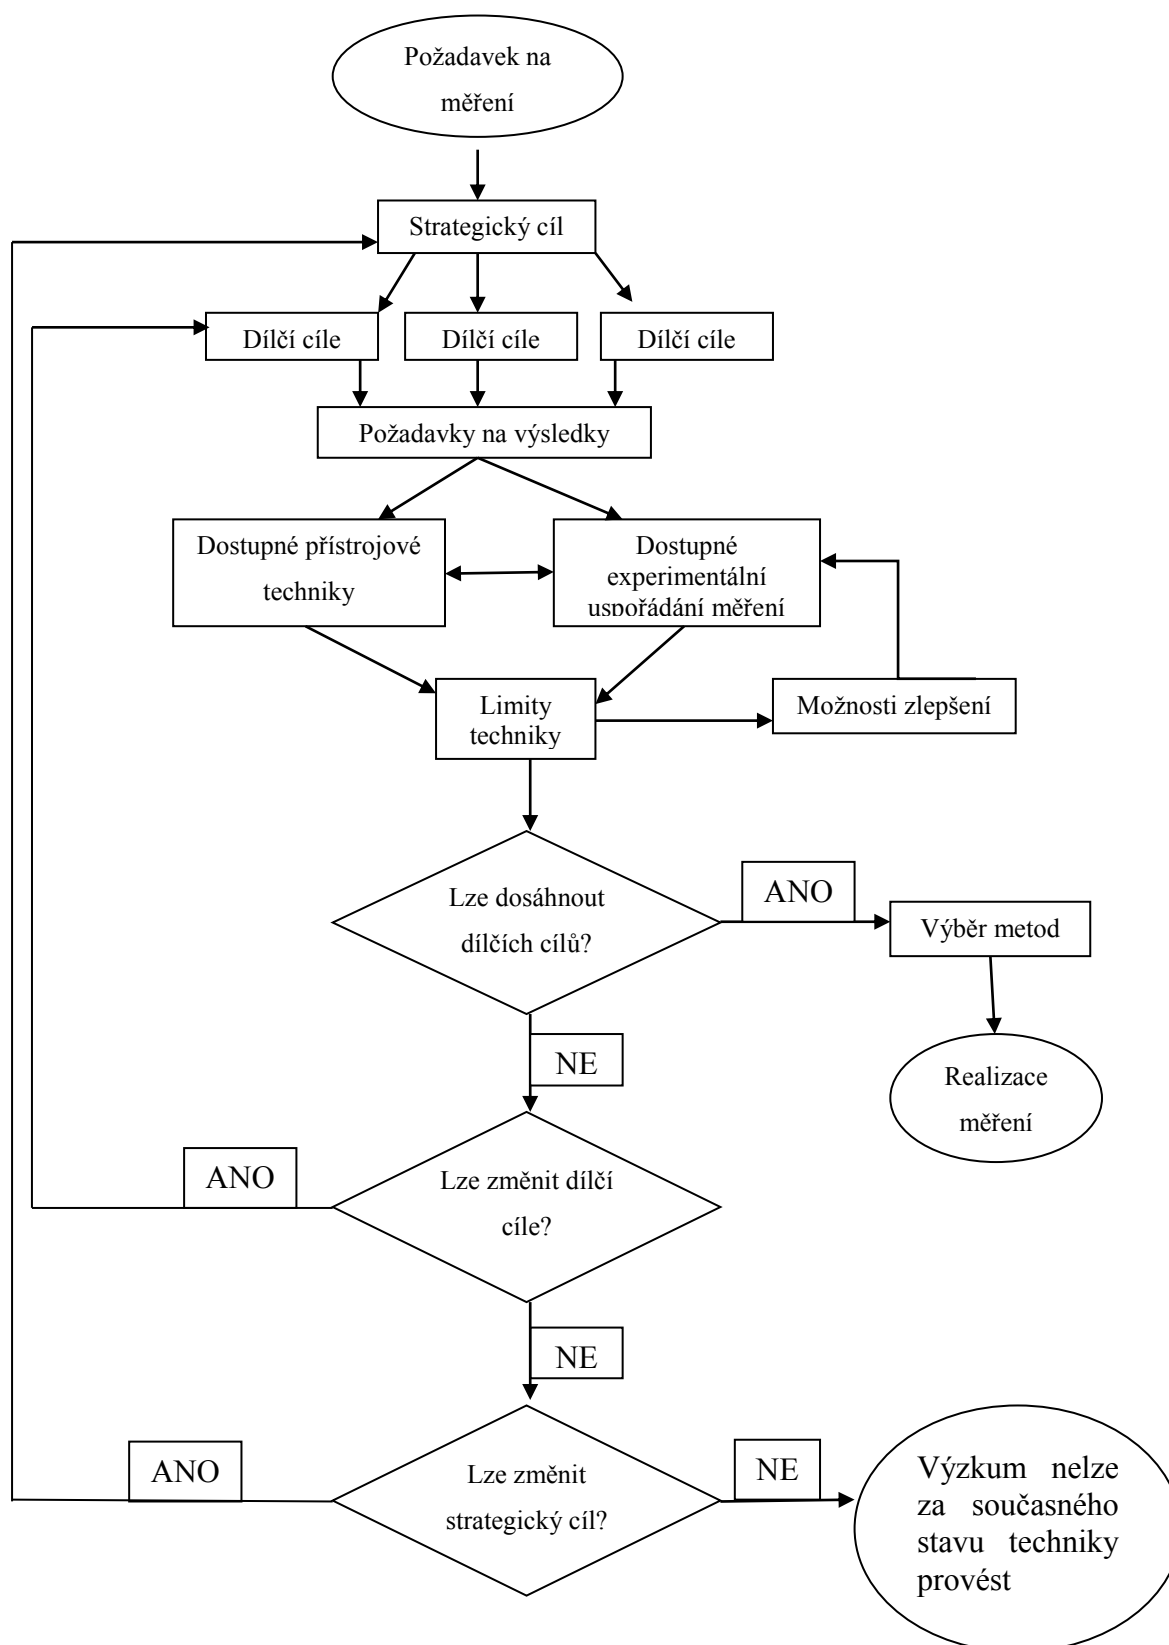 Požadavek na
měření
Strategický cíl
Dílčí cíle
Dílčí cíle
Dílčí cíle
Požadavky na výsledky
Dostupné přístrojové
techniky
Dostupné
experimentální
uspořádání měření
Limity
techniky
Možnosti zlepšení
Lze dosáhnout
dílčích cílů?
ANO
Výběr metod
NE
Realizace
měření
ANO
Lze změnit dílčí
cíle?
NE
ANO
Lze změnit
strategický cíl?
NE
Výzkum nelze
za současného
stavu techniky
provést